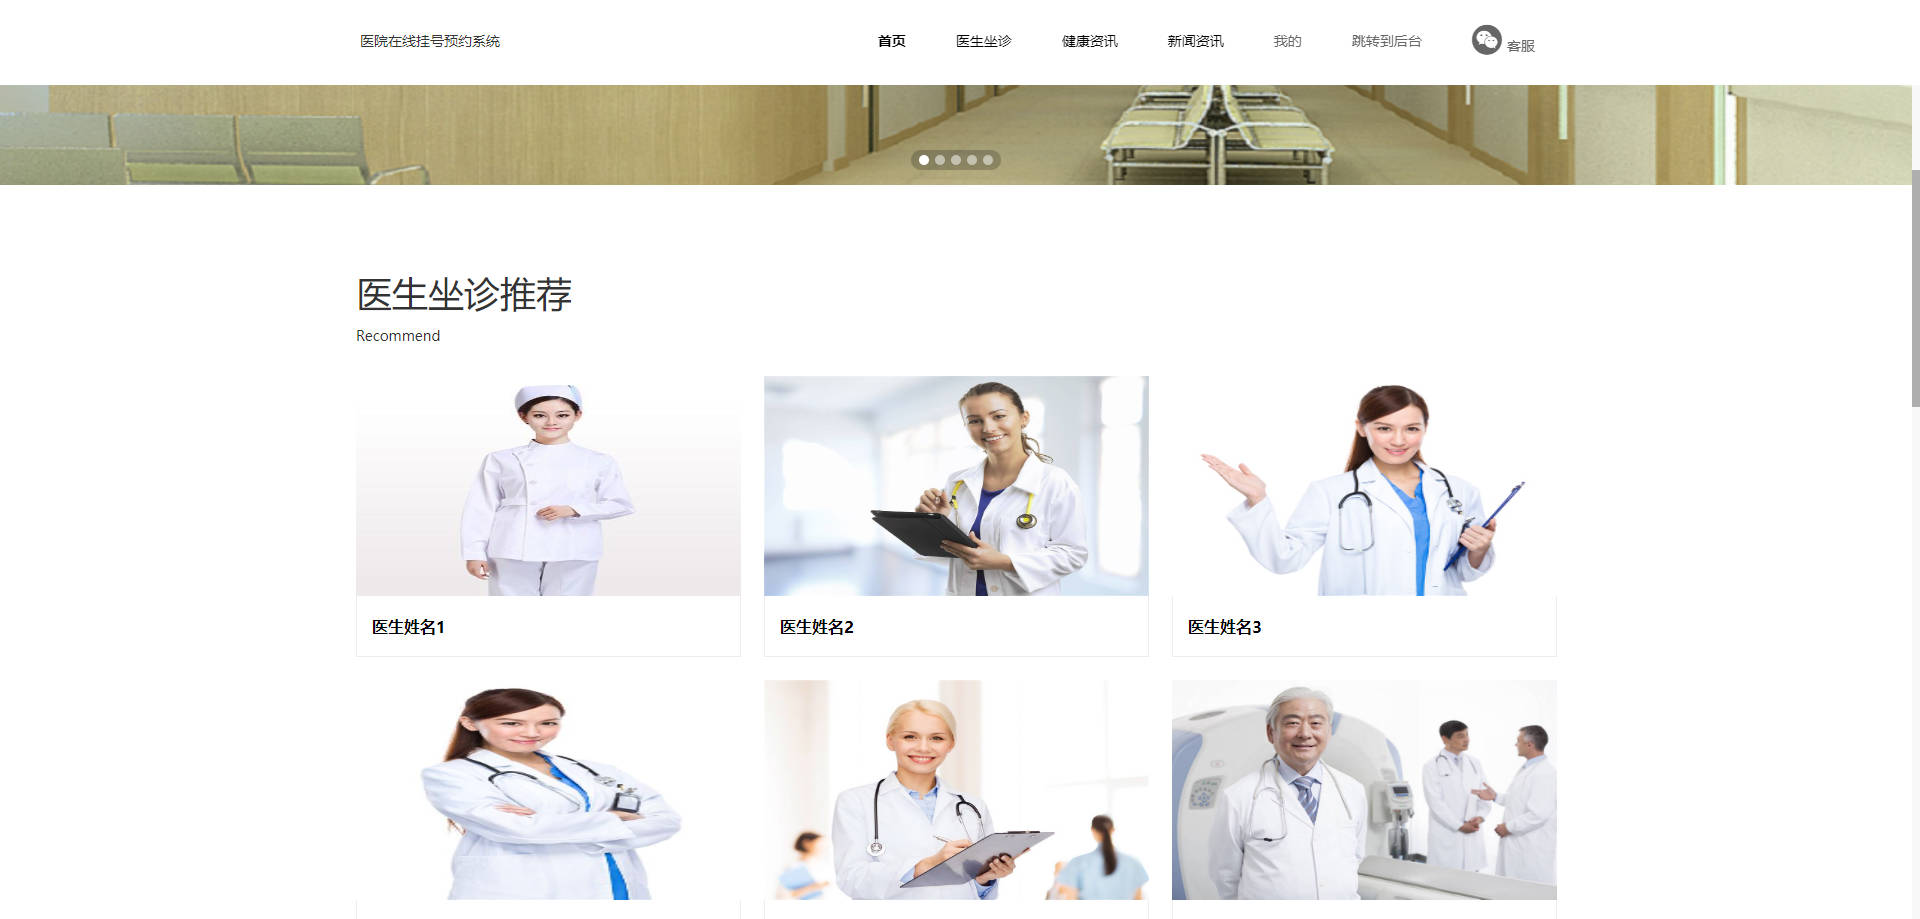 医院在线挂号预约系统
首页
医生坐诊
健康资讯
新闻资讯
我的
跳转到后台
客服
医生坐诊推荐
Recommend
医生姓名1
医生姓名2
医生姓名3